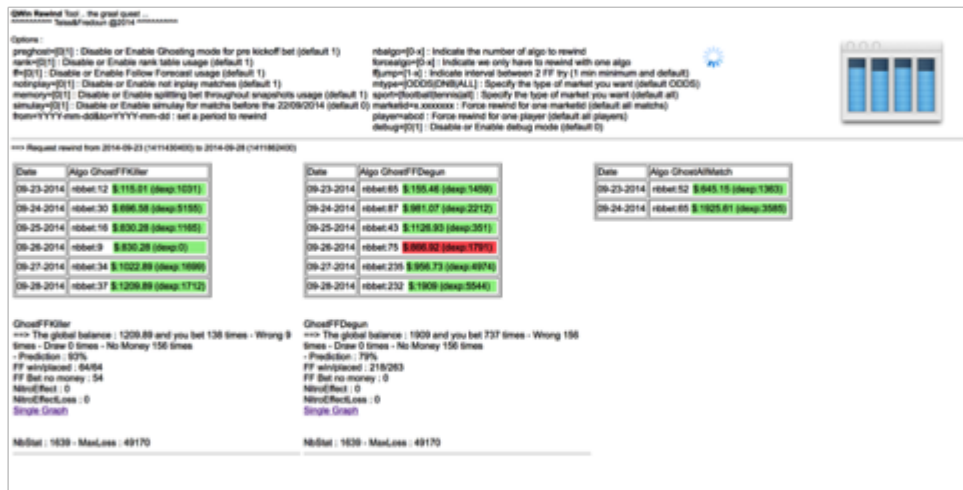 QWin Rewind Tool .. the graal quest ...
Options :
preghost=[0|1] : Disable or Enable Ghosting mode for pre kickoff bet (default 1)
rank=[0|1] : Disable or Enable rank table usage (default 1)
ff=[0|1] : Disable or Enable Follow Forecast usage (default 1)
notinplay=[0|1] : Disable or Enable not inplay matches (default 1)
memory=[0|1] : Disable or Enable splitting bet throughout snapshots usage (default 1)
simulay=[0|1] : Disable or Enable simulay for matchs before the 22/09/2014 (default 0)
from=YYYY-mm-dd&to=YYYY-mm-dd : set a period to rewind
nbalgo=[0-x] : Indicate the number of algo to rewind
forcealgo=[0-x] : Indicate we only have to rewind with one algo
ffjump=[1-x] : Indicate interval between 2 FF try (1 min minimum and default)
mtype=[ODDS|DNB|ALL] : Specify the type of market you want (default ODDS)
sport=[foot|tennis|all] : Specify the type of market you want (default all)
marketid=x.xxxxxxx : Force rewind for one marketid (default all matchs)
player=abcd : Force rewind for one player (default all players)
debug=[0|1] : Disable or Enable debug mode (default 0)
==> Request rewind from 2014-09-23 (1411430400) to 2014-09-28 (1411862400)
Date Algo GhostFFKiller
09-23-2014 nbbet:12 $:115.01 (dexp:1031)
09-24-2014 nbbet:30 $:696.58 (dexp:5155)
09-25-2014 nbbet:16 $:830.28 (dexp:1165)
09-26-2014 nbbet:9 $:830.28 (dexp:0)
09-27-2014 nbbet:34 $:1022.89 (dexp:1699)
09-28-2014 nbbet:37 $:1209.89 (dexp:1712)
Date Algo GhostFFDegun
09-23-2014 nbbet:65 $:155.46 (dexp:1459)
09-24-2014 nbbet:87 $:981.07 (dexp:2212)
09-25-2014 nbbet:43 $:1126.93 (dexp:351)
09-26-2014 nbbet:75 $:866.92 (dexp:1791)
09-27-2014 nbbet:235 $:956.73 (dexp:4974)
09-28-2014 nbbet:232 $:1909 (dexp:5544)
Date Algo GhostAllMatch
09-23-2014 nbbet:52 $:645.15 (dexp:1363)
09-24-2014 nbbet:65 $:1925.61 (dexp:3585)
GhostFFKiller
==> The global balance : 1209.89 and you bet 138 times - Wrong 9
times - Draw 0 times - No Money 156 times
- Prediction : 93%
FF win/placed : 64/64
FF Bet no money : 54
NitroEffect : 0
NitroEffectLoss : 0
Single Graph
NbStat : 1639 - MaxLoss : 49170
GhostFFDegun
==> The global balance : 1909 and you bet 737 times - Wrong 156
times - Draw 0 times - No Money 156 times
- Prediction : 79%
FF win/placed : 218/263
FF Bet no money : 0
NitroEffect : 0
NitroEffectLoss : 0
Single Graph
NbStat : 1639 - MaxLoss : 49170